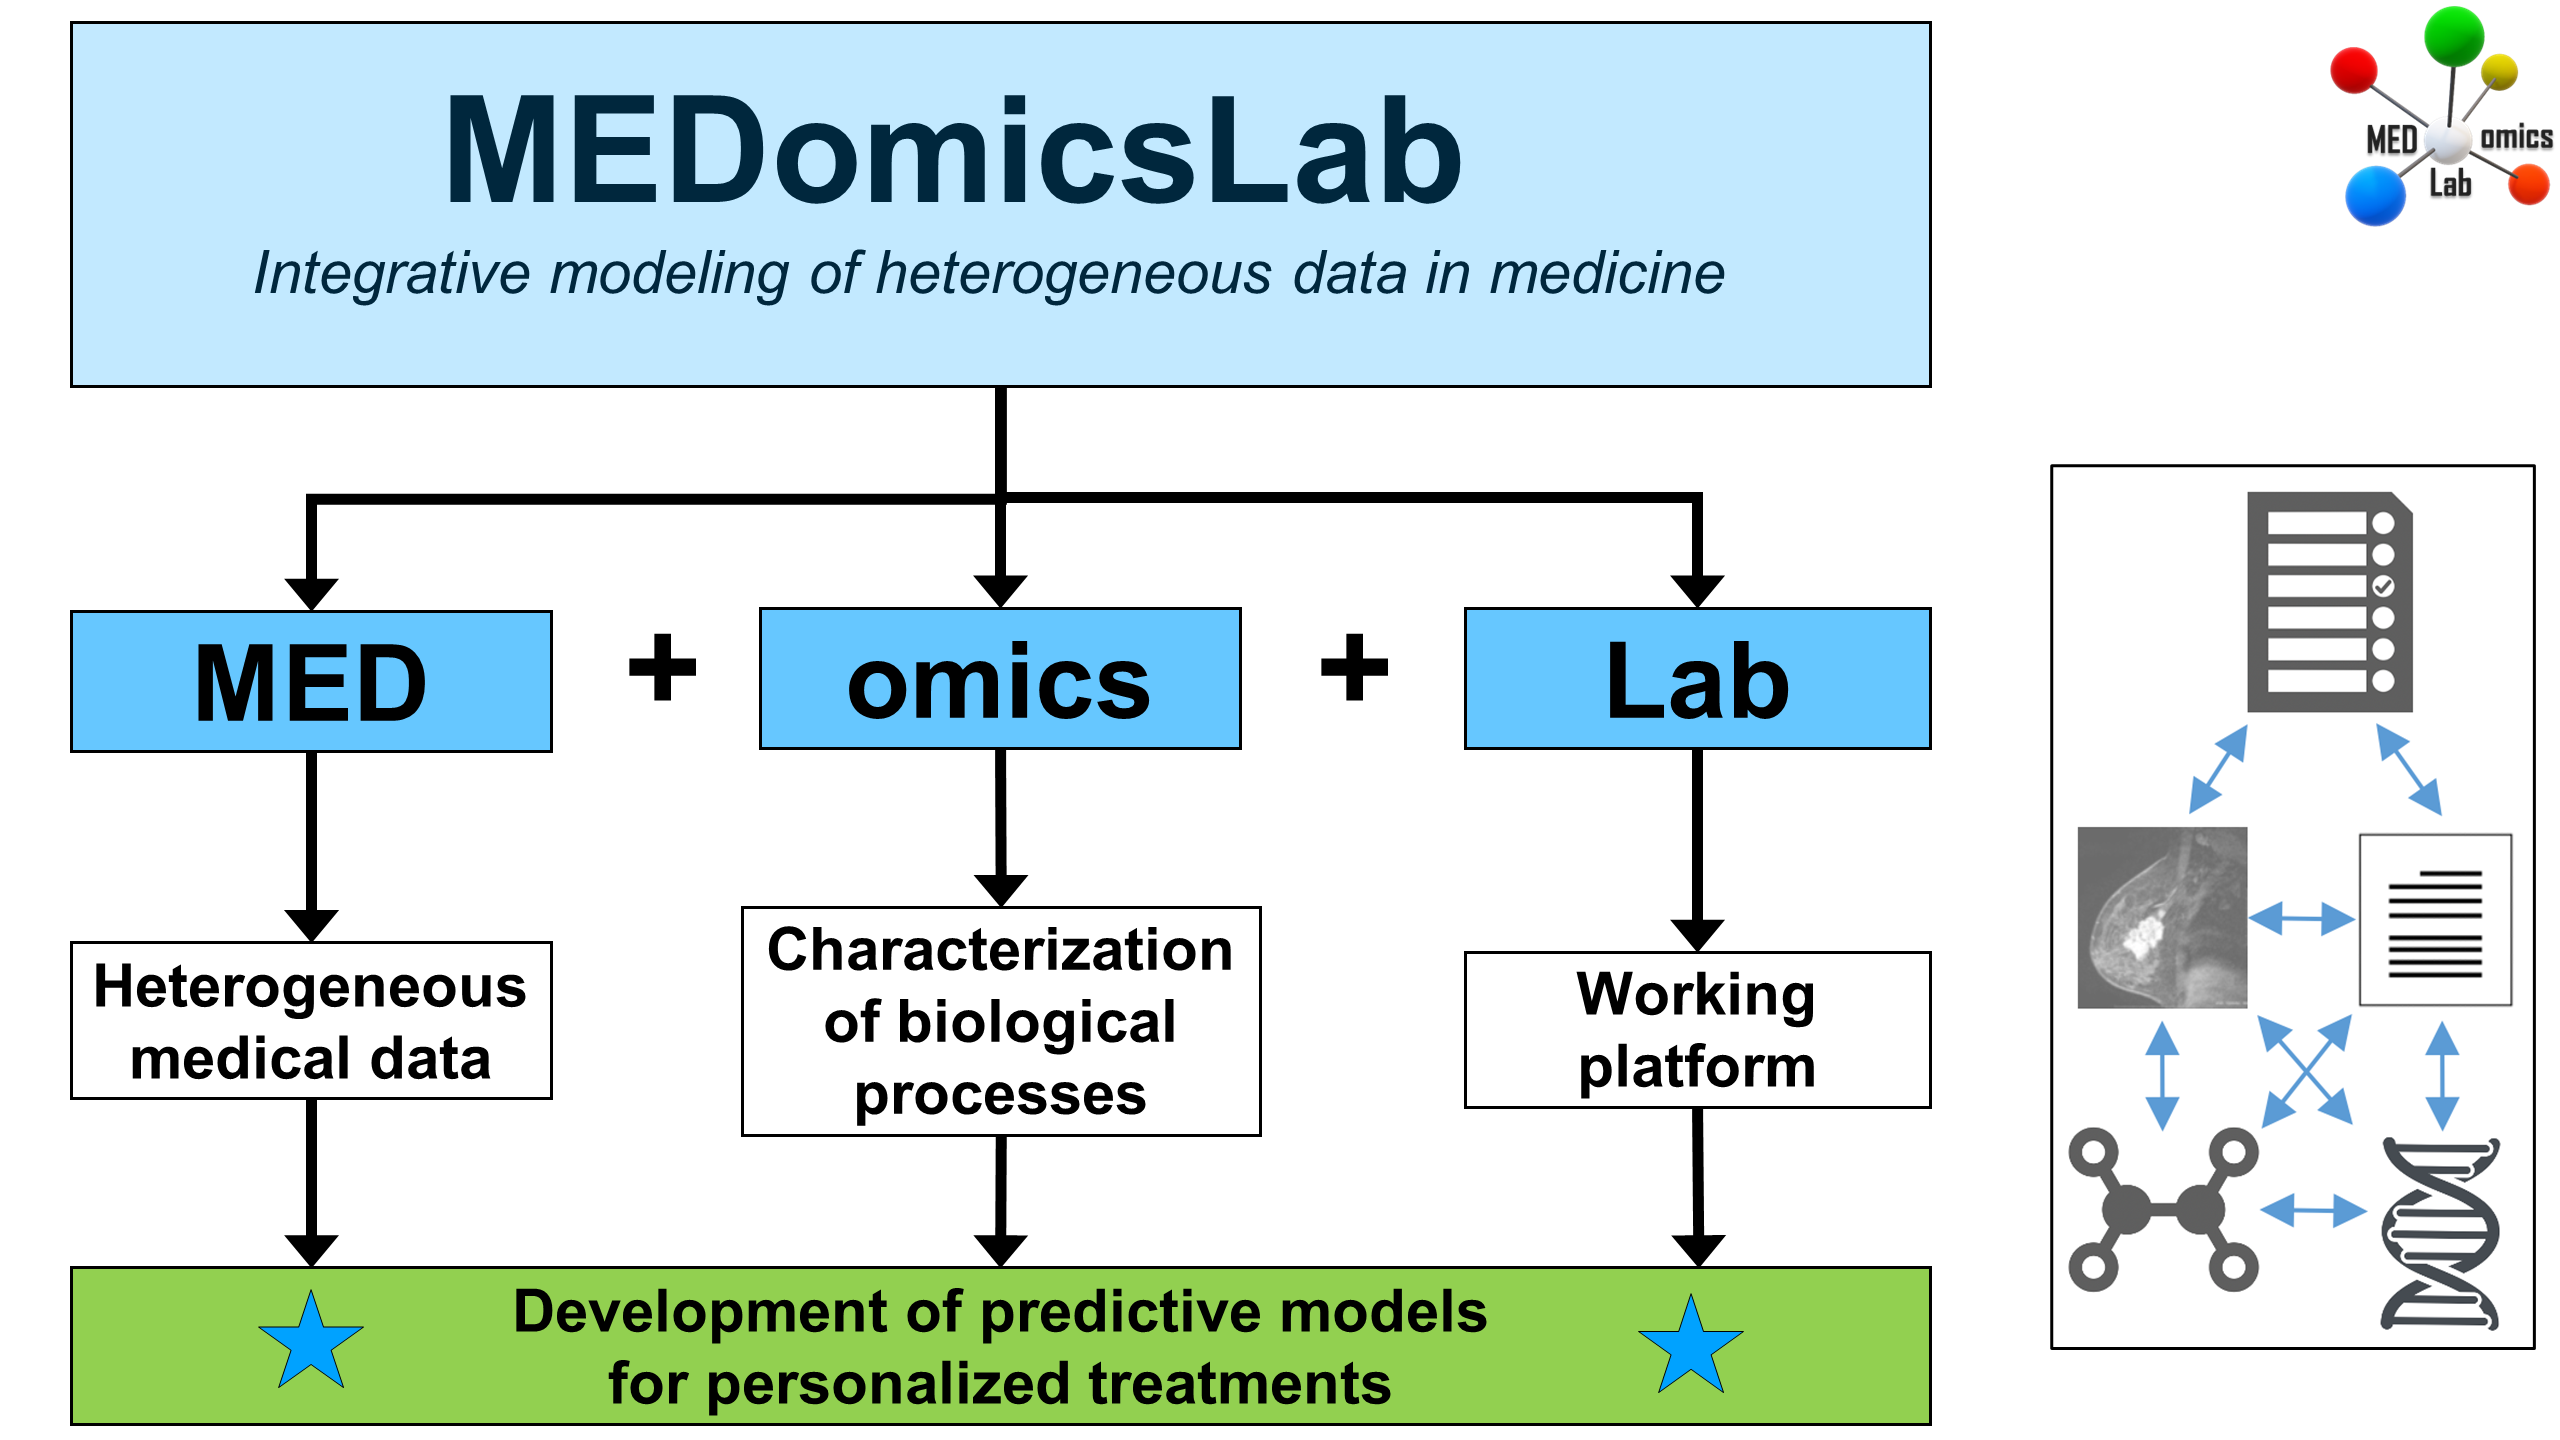 MEDomicsLab
Integrative modeling of heterogeneous data in medicine
MED omics
Lab
MED + omics + Lab
Heterogeneous
medical data
Characterization
of biological
processes
Working
platform
Development of predictive models
for personalized treatments